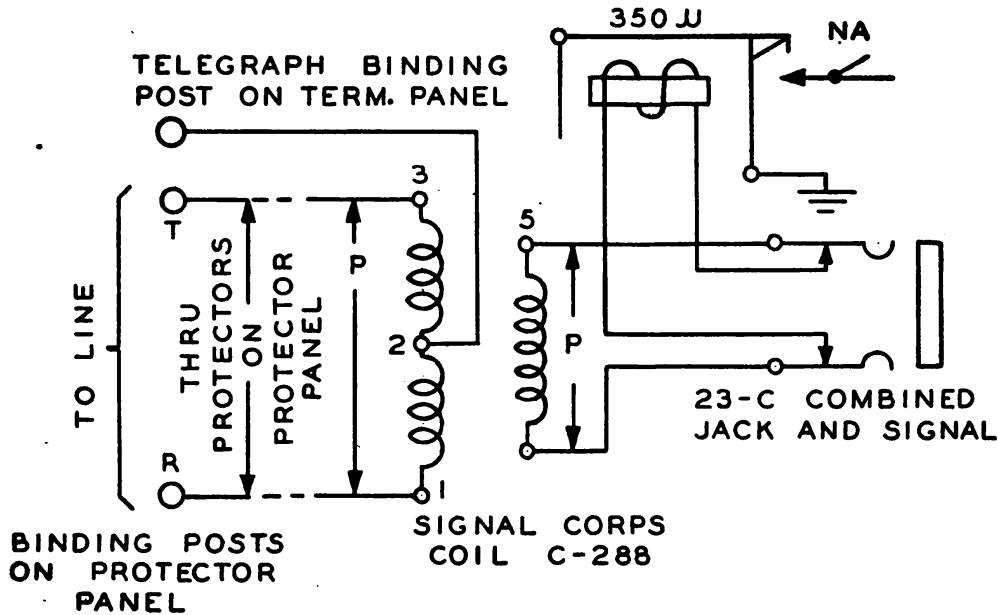 350 ω
NA
TELEGRAPH BINDING
POST ON TERM. PANEL
3
T
5
P
P
TO LINE
THRU
PROTECTORS
ON
PROTECTOR
PANEL
2
R
1
23-C COMBINED
JACK AND SIGNAL
SIGNAL CORPS
COIL C-288
BINDING POSTS
ON PROTECTOR
PANEL